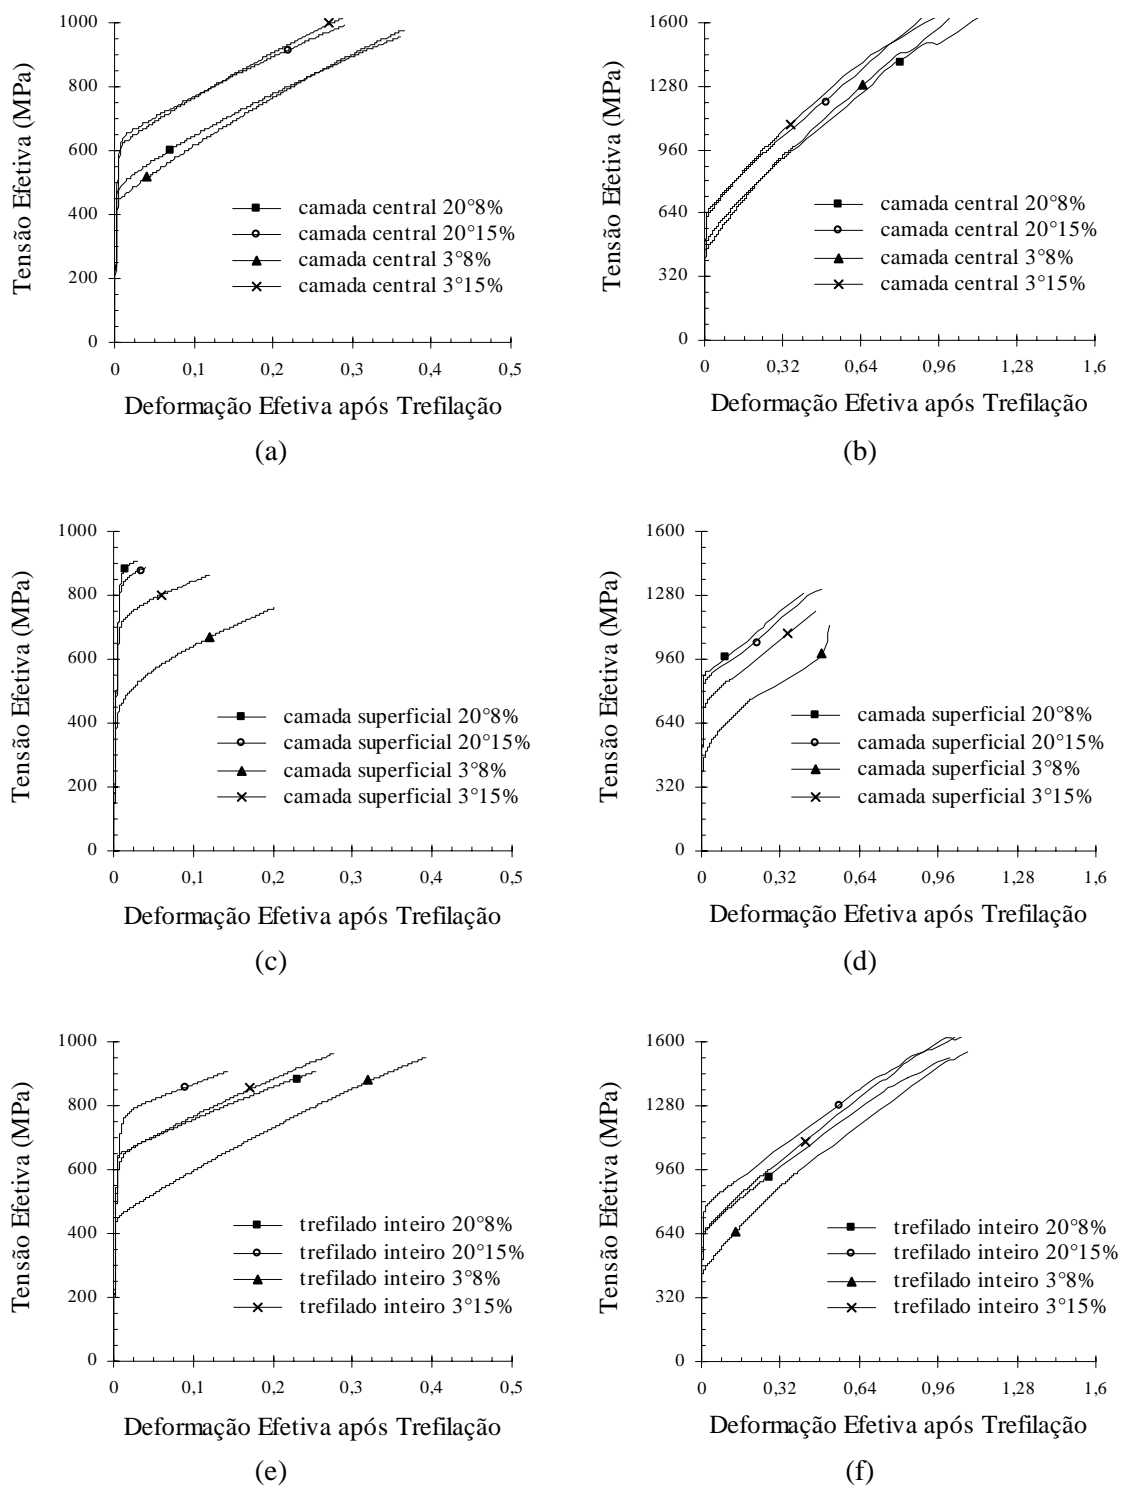 Tensão Efetiva (MPa)
1000
800
600
400
200
0
camada central 20°8%
camada central 20°15%
camada central 3°8%
camada central 3°15%
0 0,1 0,2 0,3 0,4 0,5
Deformação Efetiva após Trefilação
(a)
Tensão Efetiva (MPa)
1600
1280
960
640
320
0
camada central 20°8%
camada central 20°15%
camada central 3°8%
camada central 3°15%
0 0,32 0,64 0,96 1,28 1,6
Deformação Efetiva após Trefilação
(b)
Tensão Efetiva (MPa)
1000
800
600
400
200
0
camada superficial 20°8%
camada superficial 20°15%
camada superficial 3°8%
camada superficial 3°15%
0 0,1 0,2 0,3 0,4 0,5
Deformação Efetiva após Trefilação
(c)
Tensão Efetiva (MPa)
1600
1280
960
640
320
0
camada superficial 20°8%
camada superficial 20°15%
camada superficial 3°8%
camada superficial 3°15%
0 0,32 0,64 0,96 1,28 1,6
Deformação Efetiva após Trefilação
(d)
Tensão Efetiva (MPa)
1000
800
600
400
200
0
trefilado inteiro 20°8%
trefilado inteiro 20°15%
trefilado inteiro 3°8%
trefilado inteiro 3°15%
0 0,1 0,2 0,3 0,4 0,5
Deformação Efetiva após Trefilação
(e)
Tensão Efetiva (MPa)
1600
1280
960
640
320
0
trefilado inteiro 20°8%
trefilado inteiro 20°15%
trefilado inteiro 3°8%
trefilado inteiro 3°15%
0 0,32 0,64 0,96 1,28 1,6
Deformação Efetiva após Trefilação
(f)